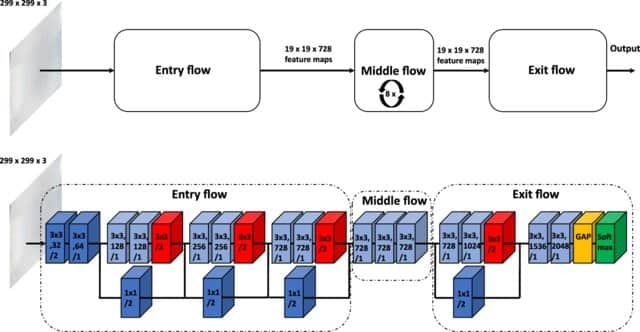 299 x 299 x 3
Entry flow
19 x 19 x 728
feature maps
Middle flow
8 x
19 x 19 x 728
feature maps
Exit flow
Output
299 x 299 x 3
Entry flow
Middle flow
Exit flow
3x3
,32
/2
3x3
,64
/1
3x3,
128
/1
3x3,
128
/1
3x3
/2
3x3,
256
/1
3x3,
256
/1
3x3
/2
3x3,
728
/1
3x3,
728
/1
3x3
/2
3x3,
728
/1
3x3,
728
/1
3x3,
728
/1
3x3,
728
/1
3x3,
1024
/1
3x3
/2
3x3,
1536
/1
3x3,
2048
/1
GAP
Soft
max
1x1
/2
1x1
/2
1x1
/2
1x1
/2